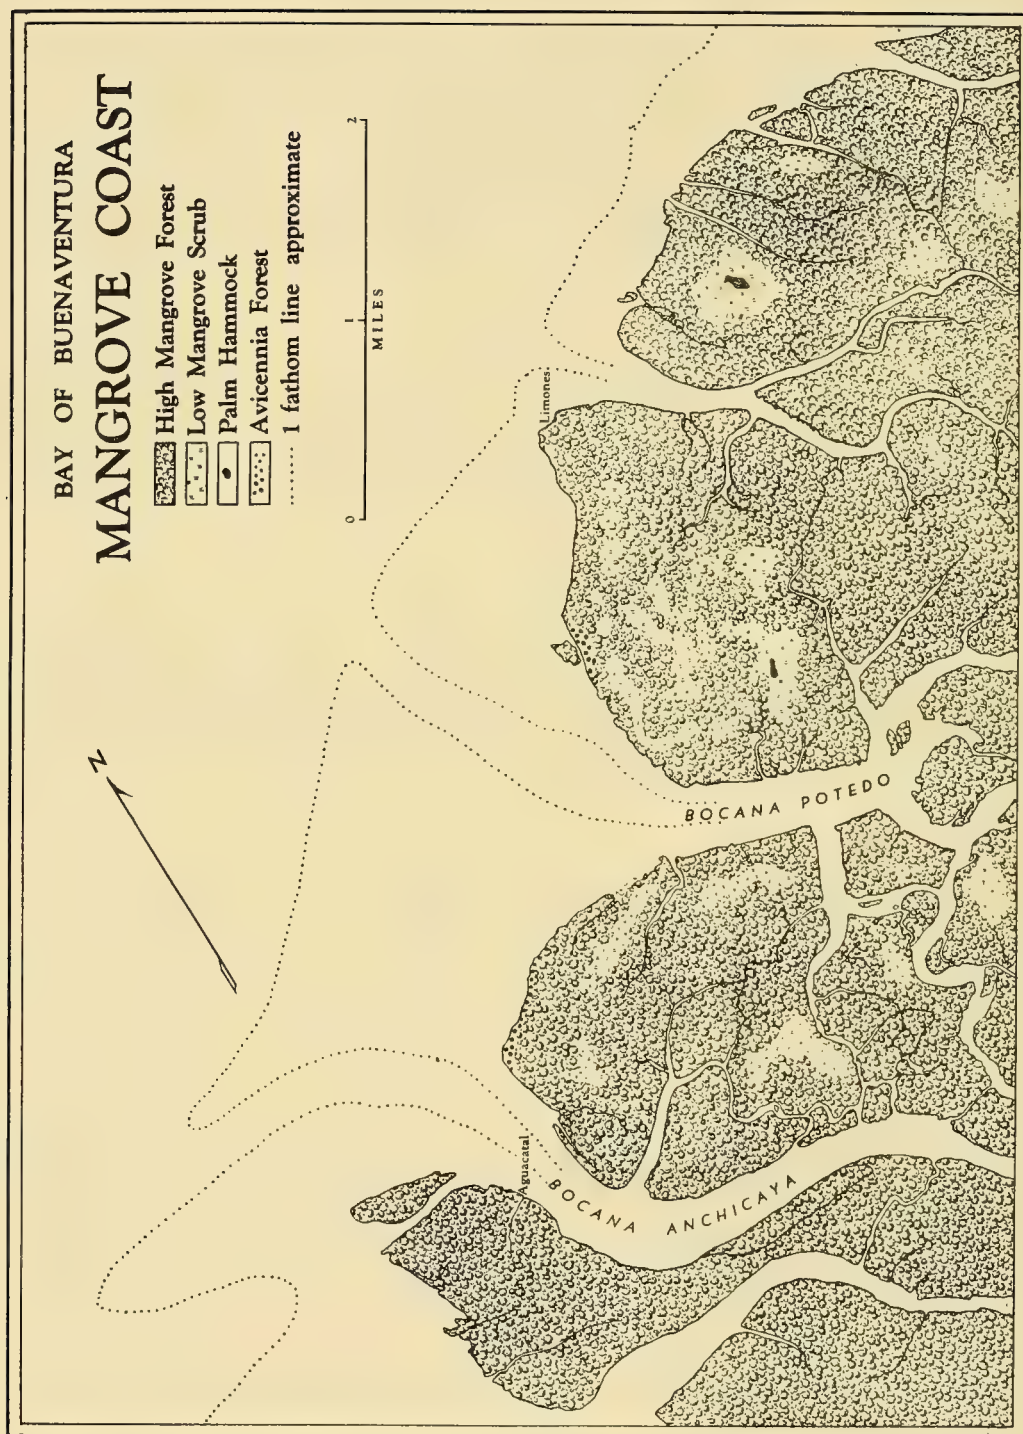 BAY OF BUENAVENTURA
MANGROVE COAST
High Mangrove Forest
Low Mangrove Scrub
Palm Hammock
Avicennia Forest
1 fathom line approximate
0 1 2
MILES
N
Limones
BOCANA POTEDO
Aguacatal
BOCANA ANCHICAYA